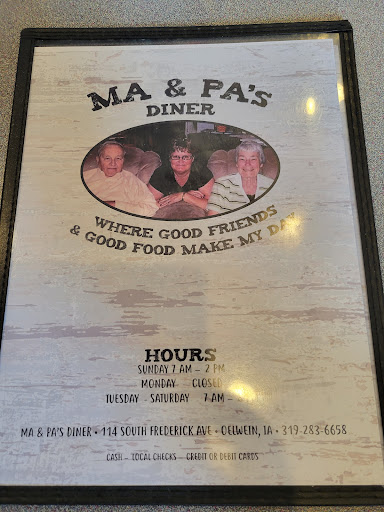 MA & PA'S
DINER
WHERE GOOD FRIENDS
& GOOD FOOD MAKE MY DAY
HOURS
SUNDAY 7 AM - 2 PM
MONDAY - CLOSED
TUESDAY - SATURDAY 7 AM -
MA & PA'S DINER • 114 SOUTH FREDERICK AVE • OELWEIN, IA • 319-283-6658
CASH - LOCAL CHECKS - CREDIT OR DEBIT CARDS